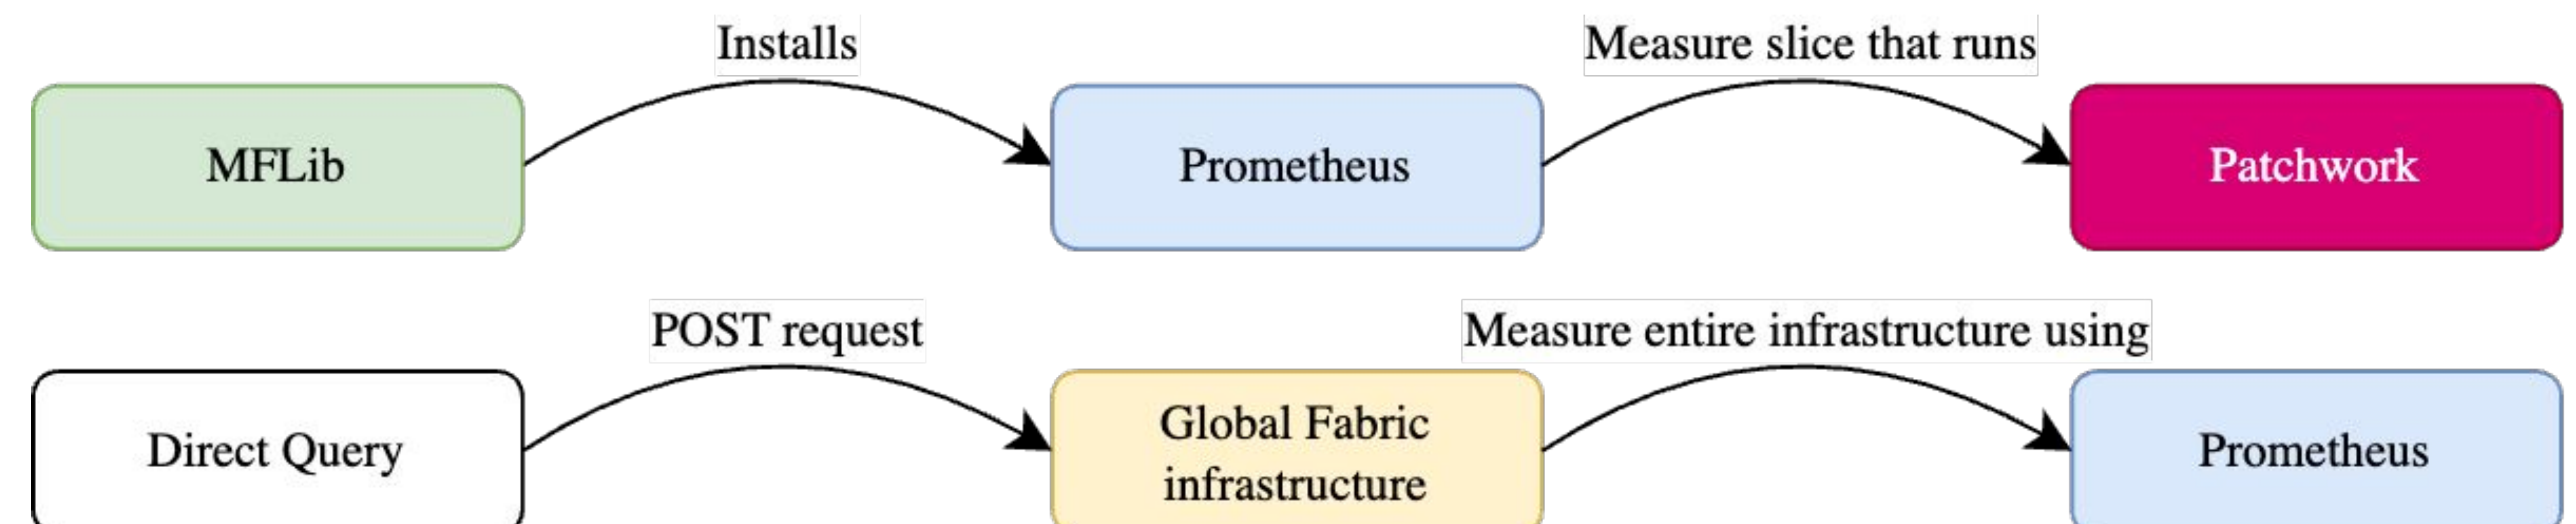 Installs
Measure slice that runs
MFLib
Prometheus
Patchwork
POST request
Measure entire infrastructure using
Direct Query
Global Fabric
infrastructure
Prometheus